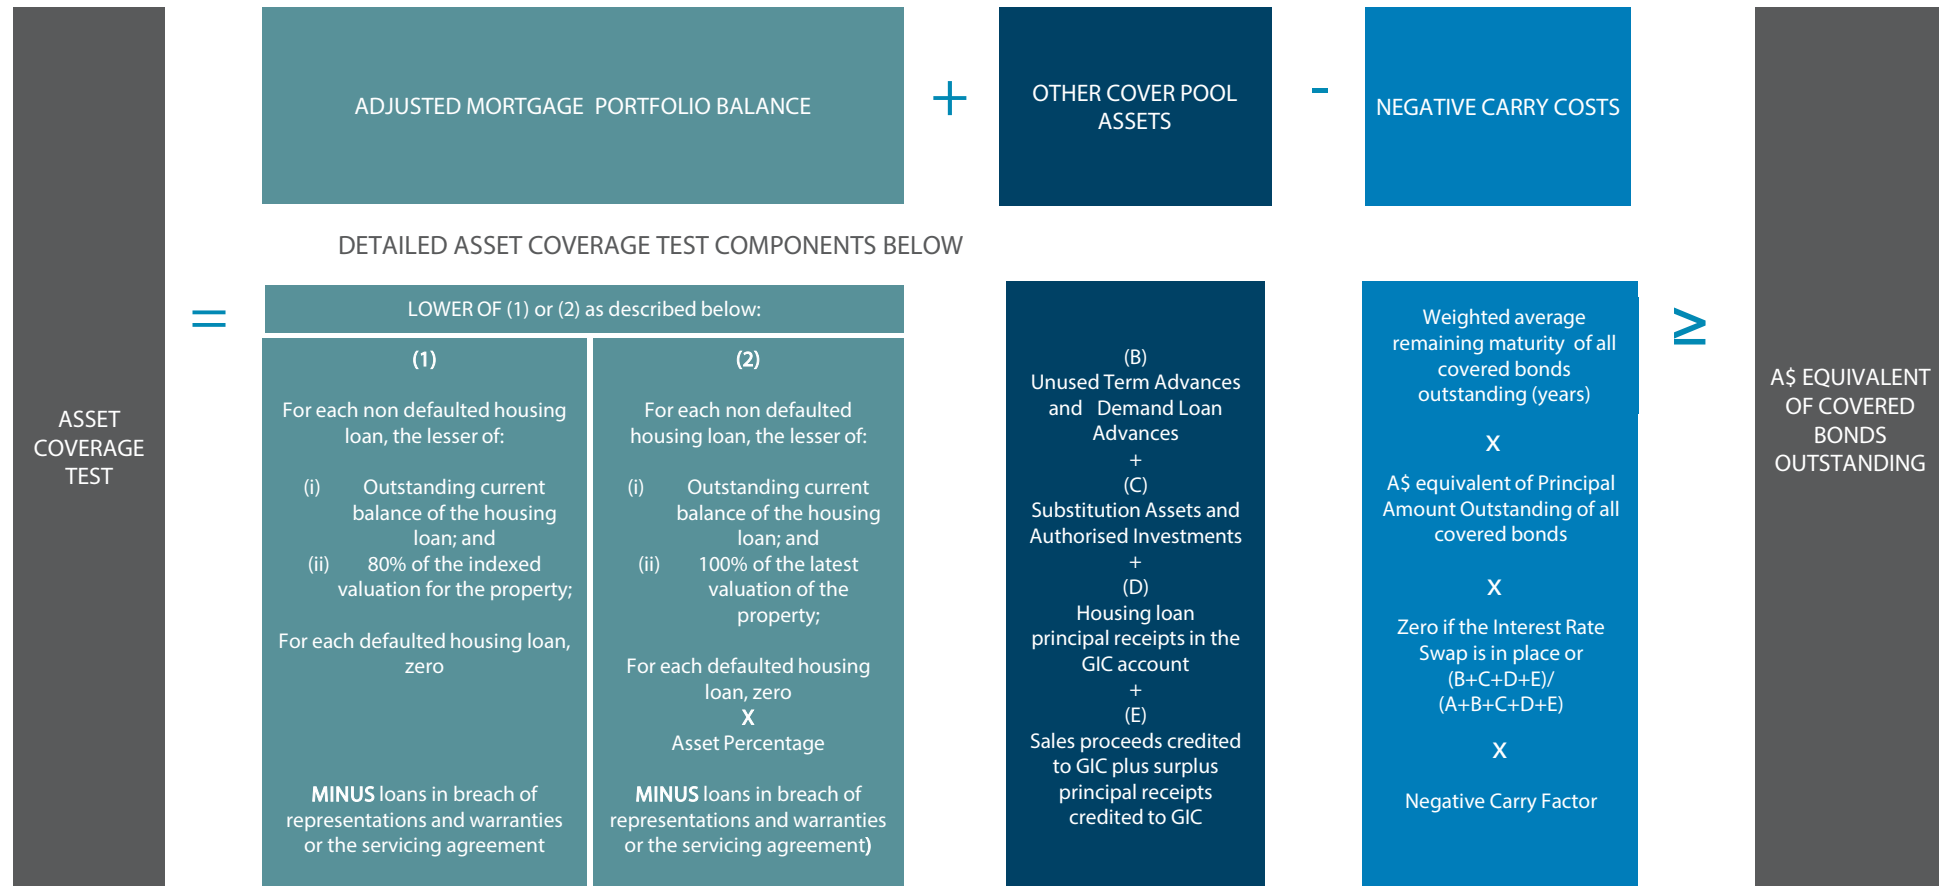 ASSET
COVERAGE
TEST
=
ADJUSTED MORTGAGE PORTFOLIO BALANCE
+
OTHER COVER POOL
ASSETS
-
NEGATIVE CARRY COSTS
DETAILED ASSET COVERAGE TEST COMPONENTS BELOW
LOWER OF (1) or (2) as described below:
(1)
For each non defaulted housing
loan, the lesser of:
(i) Outstanding current
balance of the housing
loan; and
(ii) 80% of the indexed
valuation for the property;
For each defaulted housing loan,
zero
MINUS loans in breach of
representations and warranties
or the servicing agreement
(2)
For each non defaulted
housing loan, the lesser of:
(i) Outstanding current
balance of the housing
loan; and
(ii) 100% of the latest
valuation of the
property;
For each defaulted housing
loan, zero
X
Asset Percentage
MINUS loans in breach of
representations and warranties
or the servicing agreement)
(B)
Unused Term Advances
and Demand Loan
Advances
+
(C)
Substitution Assets and
Authorised Investments
+
(D)
Housing loan
principal receipts in the
GIC account
+
(E)
Sales proceeds credited
to GIC plus surplus
principal receipts
credited to GIC
Weighted average
remaining maturity of all
covered bonds
outstanding (years)
X
A$ equivalent of Principal
Amount Outstanding of all
covered bonds
X
Zero if the Interest Rate
Swap is in place or
(B+C+D+E)/
(A+B+C+D+E)
X
Negative Carry Factor
≥
A$ EQUIVALENT
OF COVERED
BONDS
OUTSTANDING